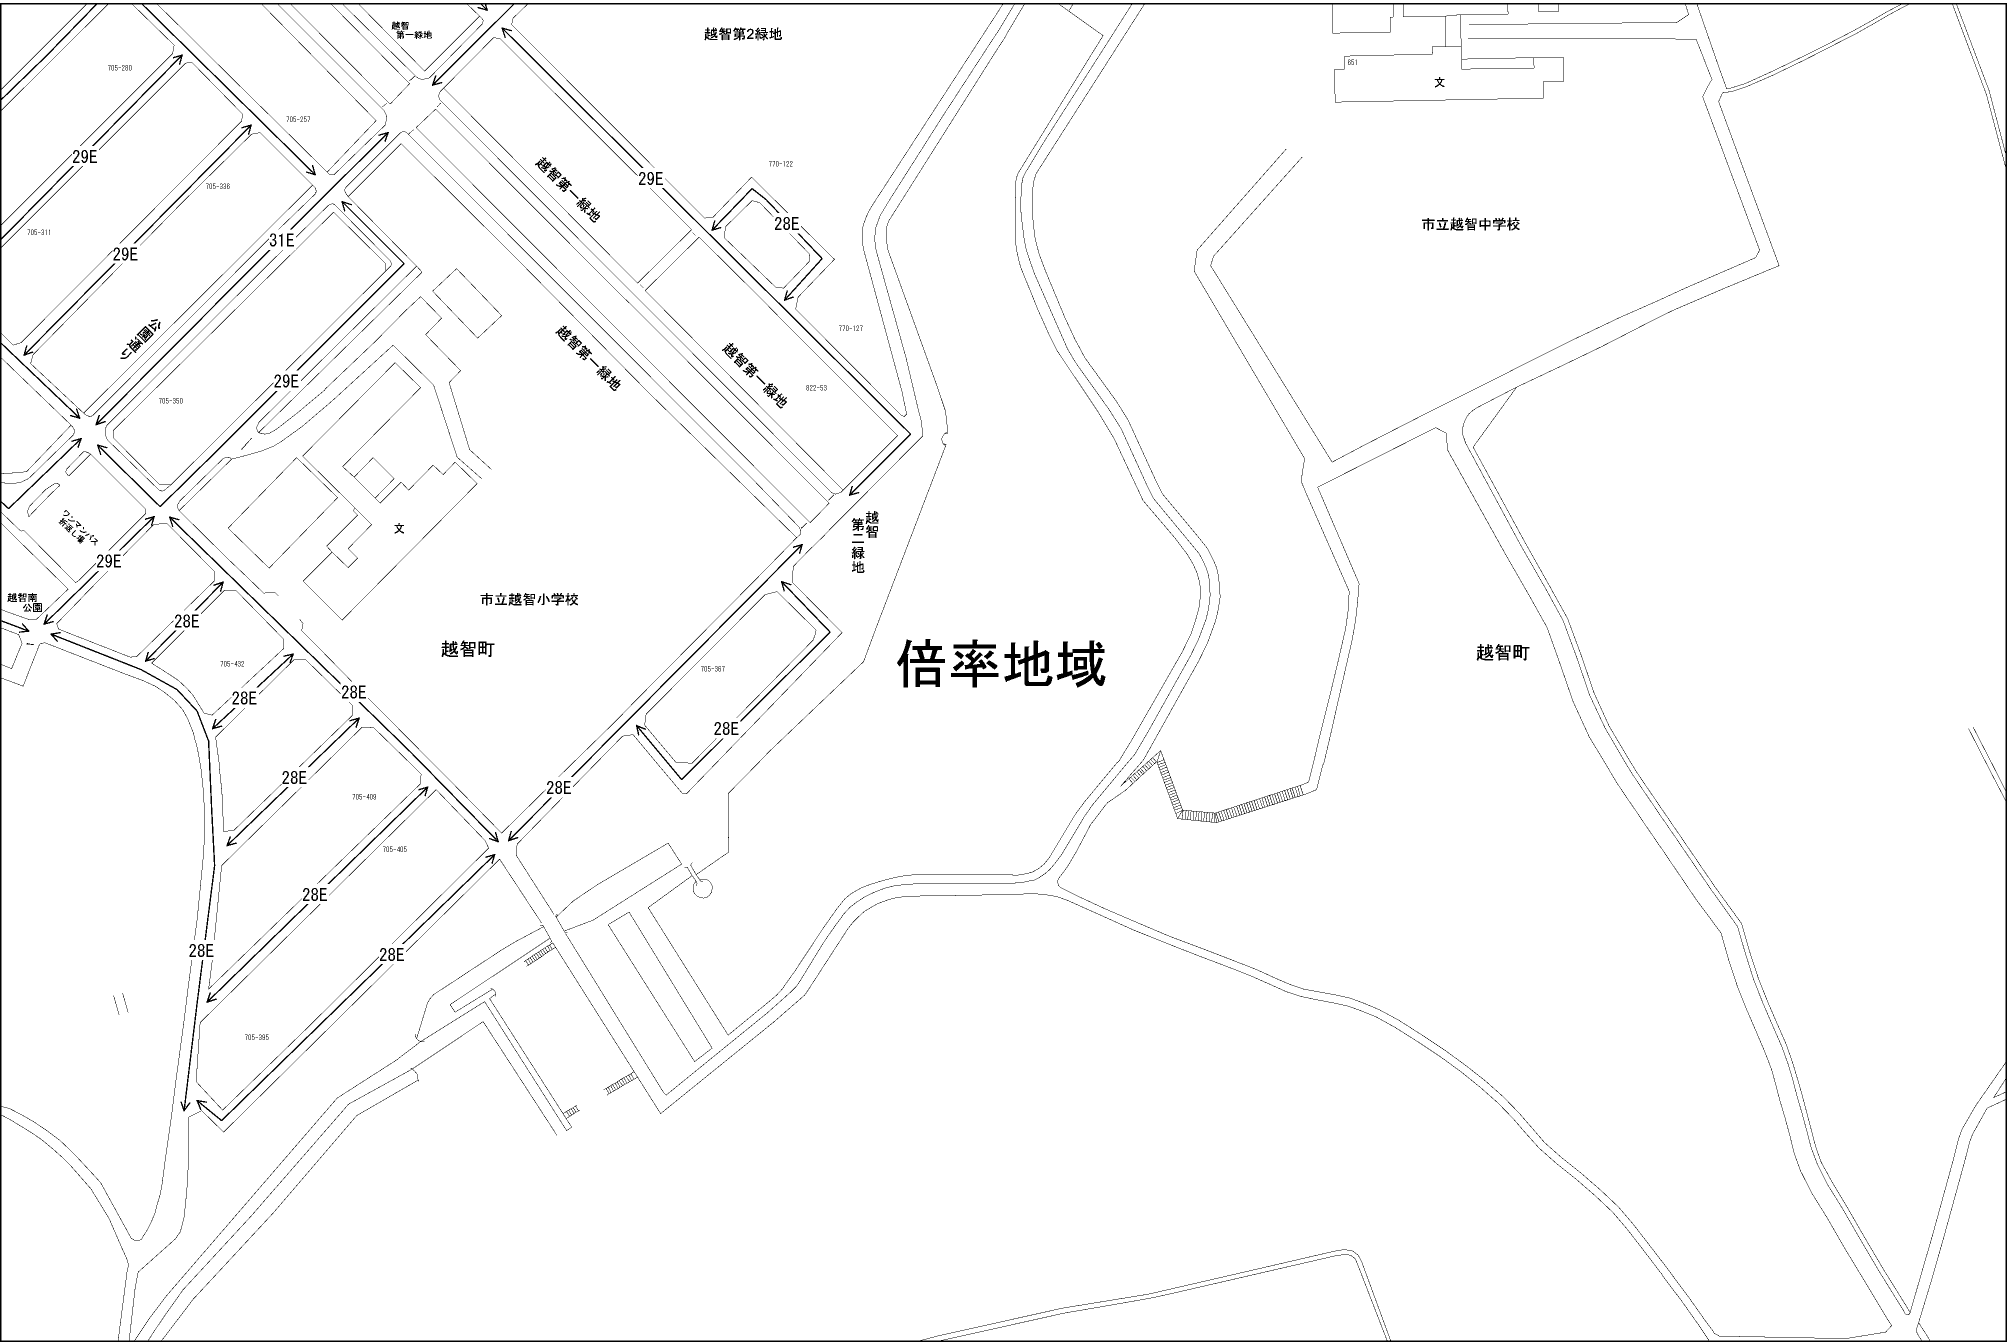 越智
第一緑地
越智第2緑地
705-280
651
文
705-257
29E
越智第一緑地
29E
770-122
705-336
705-311
28E
市立越智中学校
31E
29E
公園通り
越智第一緑地
770-127
越智第一緑地
29E
822-53
705-350
ワンマンバス
折返し場
文
越智
第二緑地
29E
越智南
公園
市立越智小学校
28E
越智町
倍率地域
越智町
705-432
705-367
28E
28E
28E
28E
28E
705-409
705-405
28E
28E
28E
705-395